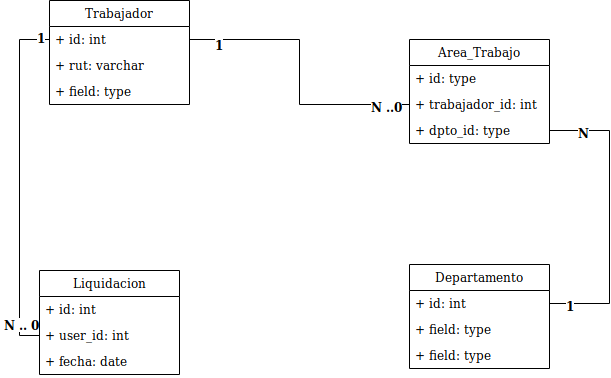 Trabajador
+ id: int
+ rut: varchar
+ field: type
1
1
Area_Trabajo
+ id: type
+ trabajador_id: int
+ dpto_id: type
N ..0
N
Liquidacion
+ id: int
+ user_id: int
+ fecha: date
N .. 0
Departamento
+ id: int
+ field: type
+ field: type
1